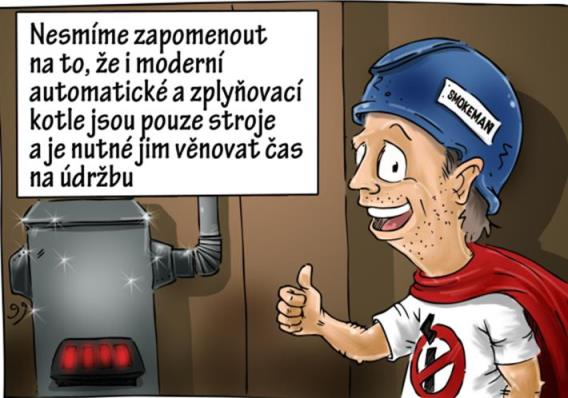 Nesmíme zapomenout
na to, že i moderní
automatické a zplyňovací
kotle jsou pouze stroje
a je nutné jim věnovat čas
na údržbu
SMOKEMAN